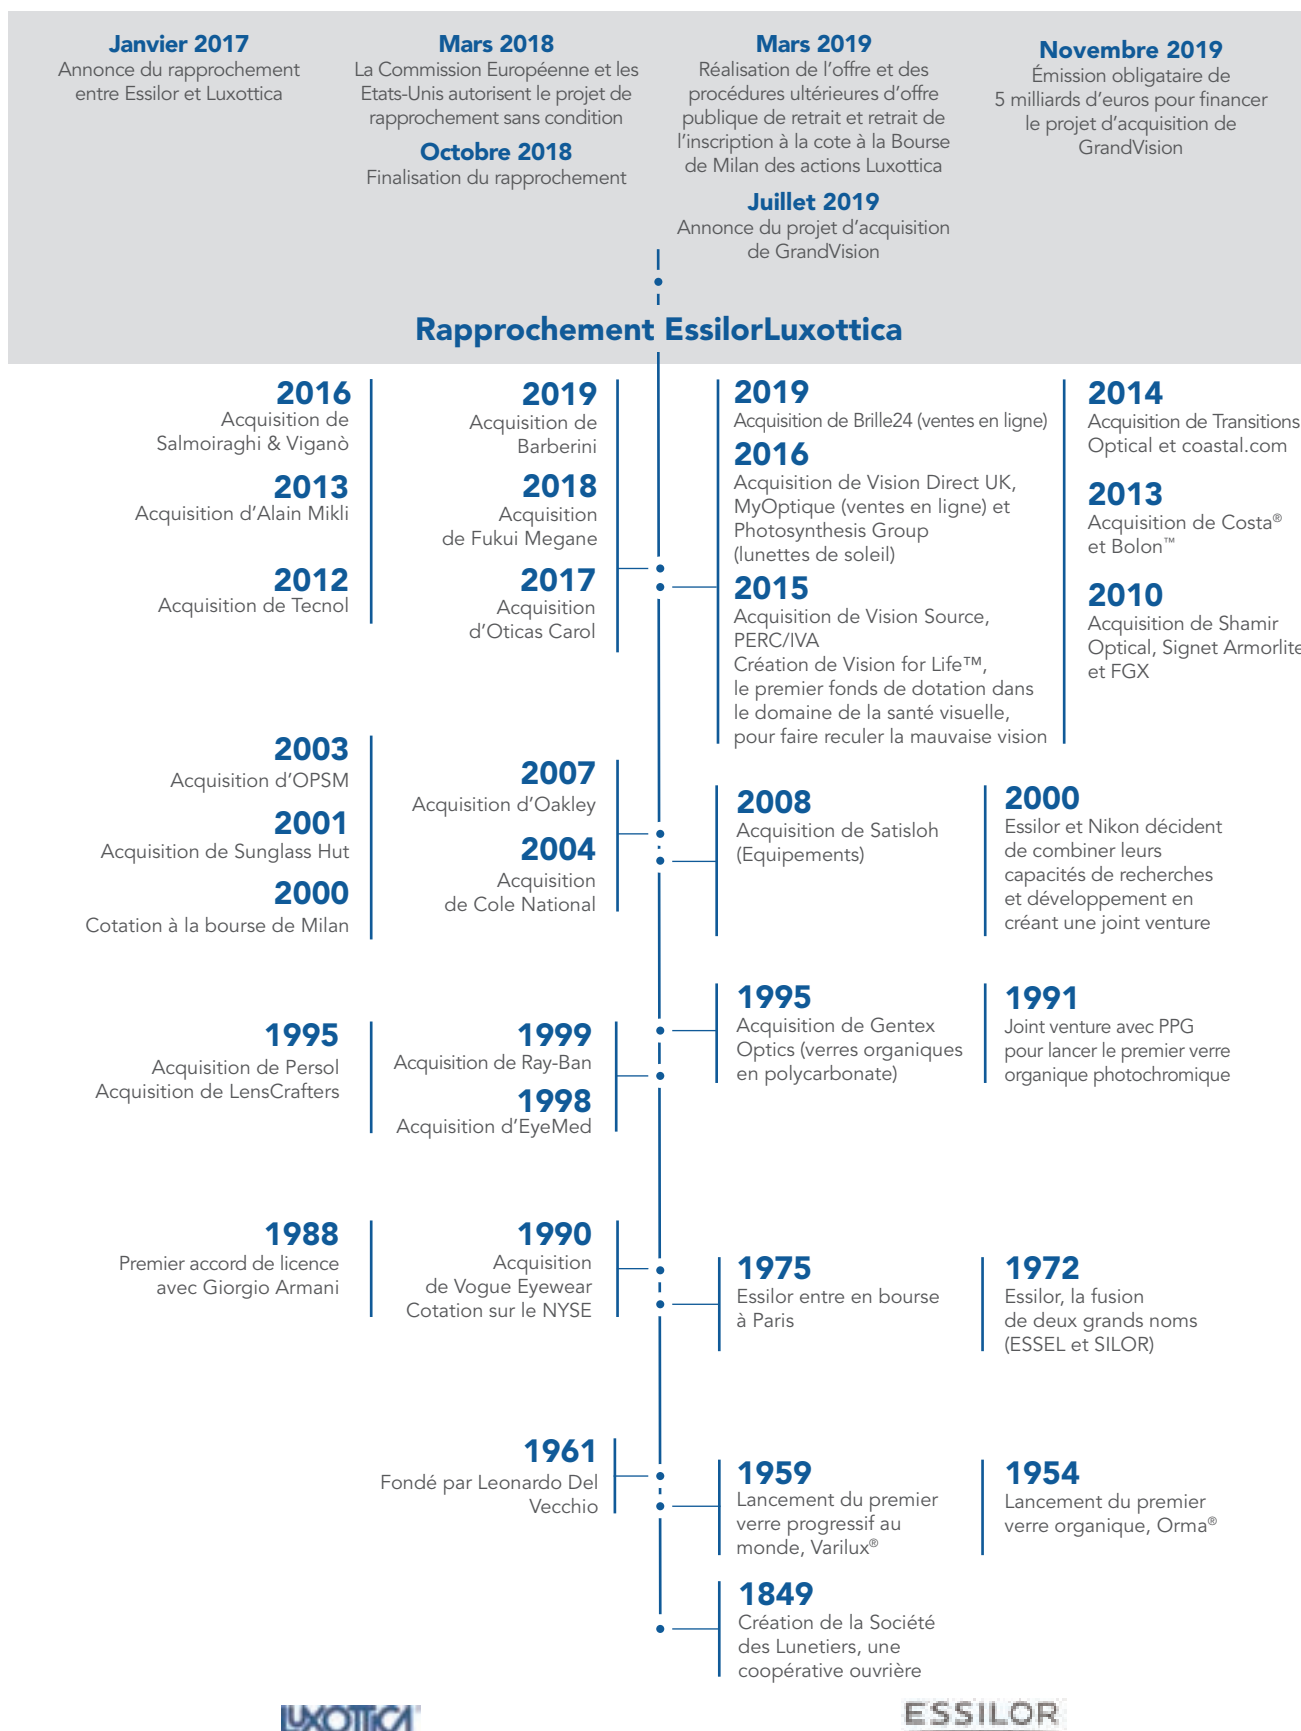 Janvier 2017
Annonce du rapprochement
entre Essilor et Luxottica
Mars 2018
La Commission Européenne et les
Etats-Unis autorisent le projet de
rapprochement sans condition
Octobre 2018
Finalisation du rapprochement
Mars 2019
Réalisation de l'offre et des
procédures ultérieures d'offre
publique de retrait et retrait de
l'inscription à la cote à la Bourse
de Milan des actions Luxottica
Juillet 2019
Annonce du projet d'acquisition
de GrandVision
Novembre 2019
Émission obligataire de
5 milliards d'euros pour financer
le projet d'acquisition de
GrandVision
Rapprochement EssilorLuxottica
2016
Acquisition de
Salmoiraghi & Viganò
2013
Acquisition d'Alain Mikli
2012
Acquisition de Tecnol
2019
Acquisition de
Barberini
2018
Acquisition
de Fukui Megane
2017
Acquisition
d'Oticas Carol
2019
Acquisition de Brille24 (ventes en ligne)
2016
Acquisition de Vision Direct UK,
MyOptique (ventes en ligne) et
Photosynthesis Group
(lunettes de soleil)
2015
Acquisition de Vision Source,
PERC/IVA
Création de Vision for Life™,
le premier fonds de dotation dans
le domaine de la santé visuelle,
pour faire reculer la mauvaise vision
2014
Acquisition de Transitions
Optical et coastal.com
2013
Acquisition de Costa®
et Bolon™
2010
Acquisition de Shamir
Optical, Signet Armorlite
et FGX
2003
Acquisition d'OPSM
2001
Acquisition de Sunglass Hut
2000
Cotation à la bourse de Milan
2007
Acquisition d'Oakley
2004
Acquisition
de Cole National
2008
Acquisition de Satisloh
(Equipements)
2000
Essilor et Nikon décident
de combiner leurs
capacités de recherches
et développement en
créant une joint venture
1995
Acquisition de Persol
Acquisition de LensCrafters
1999
Acquisition de Ray-Ban
1998
Acquisition d'EyeMed
1995
Acquisition de Gentex
Optics (verres organiques
en polycarbonate)
1991
Joint venture avec PPG
pour lancer le premier verre
organique photochromique
1988
Premier accord de licence
avec Giorgio Armani
1990
Acquisition
de Vogue Eyewear
Cotation sur le NYSE
1975
Essilor entre en bourse
à Paris
1972
Essilor, la fusion
de deux grands noms
(ESSEL et SILOR)
1961
Fondé par Leonardo Del
Vecchio
1959
Lancement du premier
verre progressif au
monde, Varilux®
1954
Lancement du premier
verre organique, Orma®
1849
Création de la Société
des Lunetiers, une
coopérative ouvrière
LUXOTTICA
ESSILOR